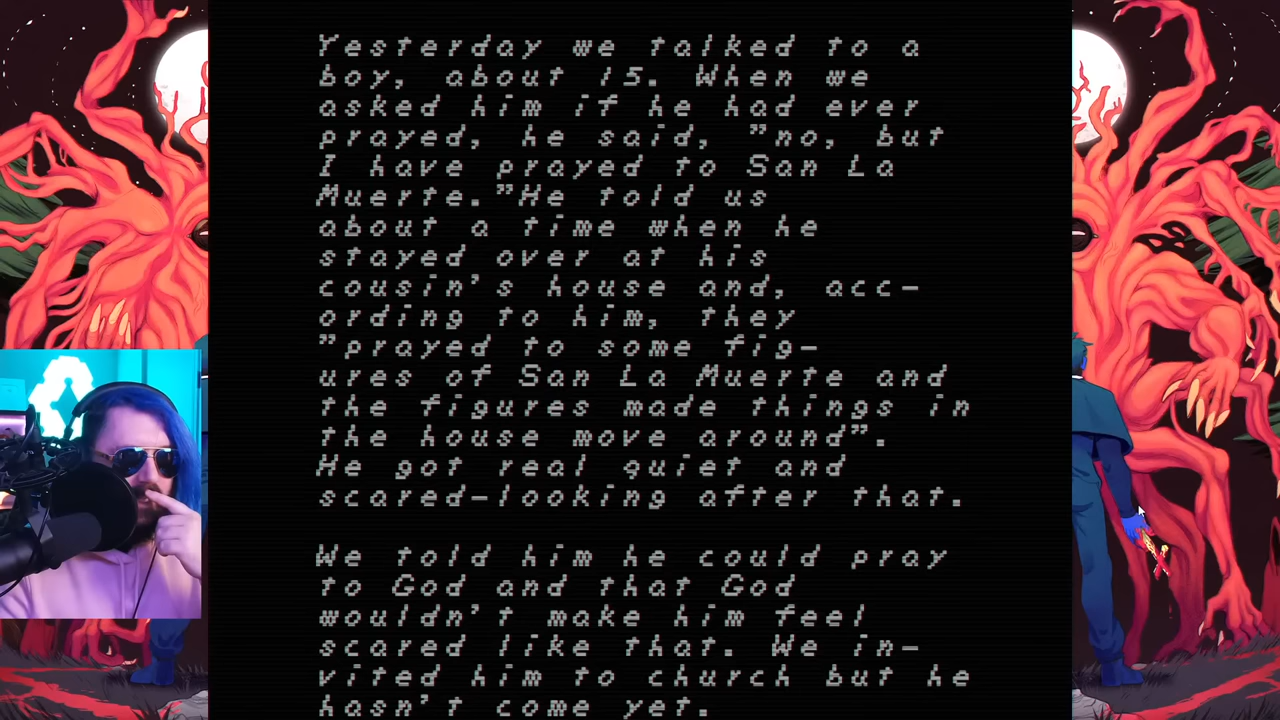 Yesterday we talked to a
boy, about 15. When we
asked him if he had ever
prayed, he said, "no, but
I have prayed to San La
Muerte."He told us
about a time when he
stayed over at his
cousin's house and, acc-
ording to him, they
"prayed to some fig-
ures of San La Muerte and
the figures made things in
the house move around".
He got real quiet and
scared-looking after that.
We told him he could pray
to God and that God
wouldn't make him feel
scared like that. We in-
vited him to church but he
hasn't come yet.